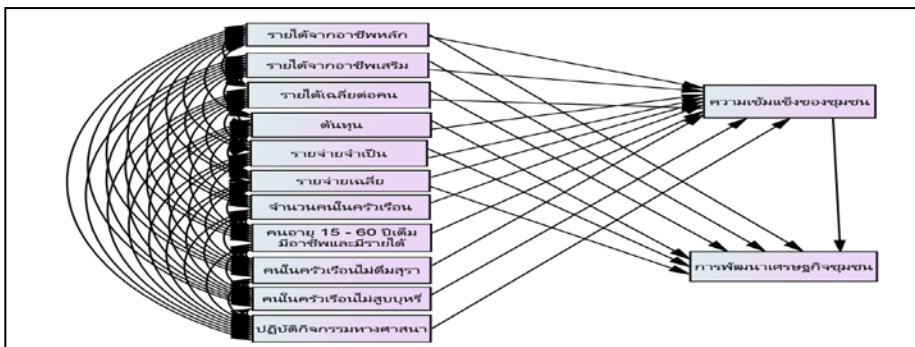 รายได้จากอาชีพหลัก
รายได้จากอาชีพเสริม
รายได้เฉลี่ยต่อคน
ต้นทุน
รายจ่ายจำเป็น
รายจ่ายเฉลี่ย
จำนวนคนในครัวเรือน
คนอายุ 15 - 60 ปีเต็ม
มีอาชีพและมีรายได้
คนในครัวเรือนไม่ดื่มสุรา
คนในครัวเรือนไม่สูบบุหรี่
ปฏิบัติกิจกรรมทางศาสนา
ความเข้มแข็งของชุมชน
การพัฒนาเศรษฐกิจชุมชน